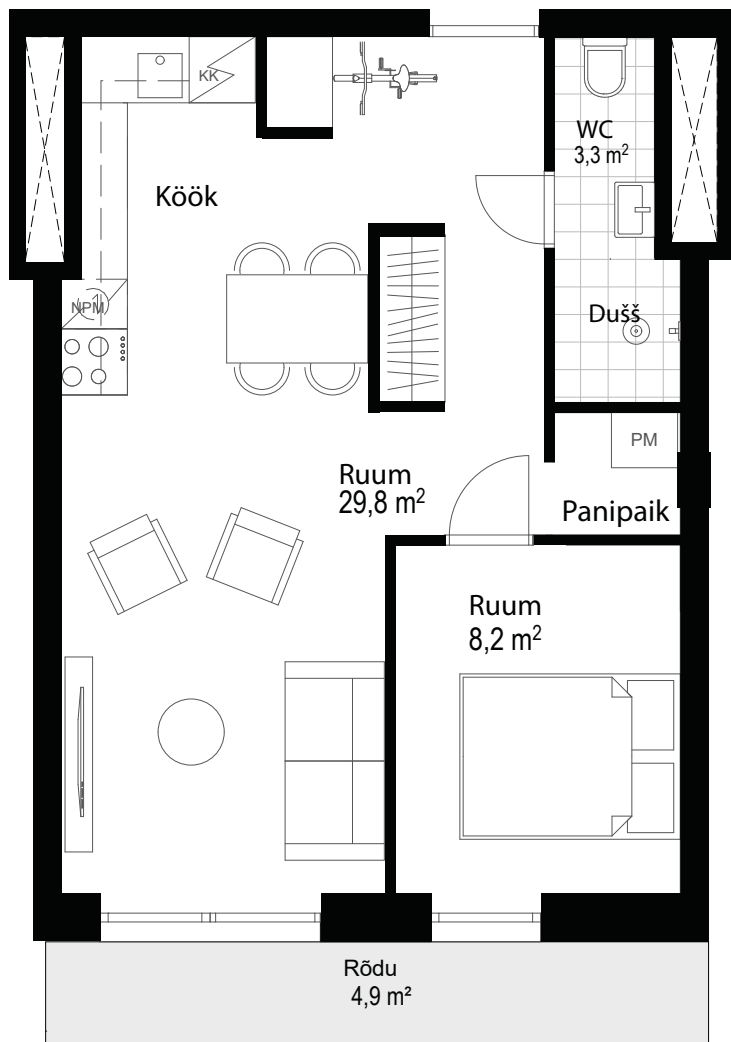 KK
WC
3,3 m²
Köök
NPM
Dušš
PM
Ruum
29,8 m²
Panipaik
Ruum
8,2 m²
Rõdu
4,9 m²